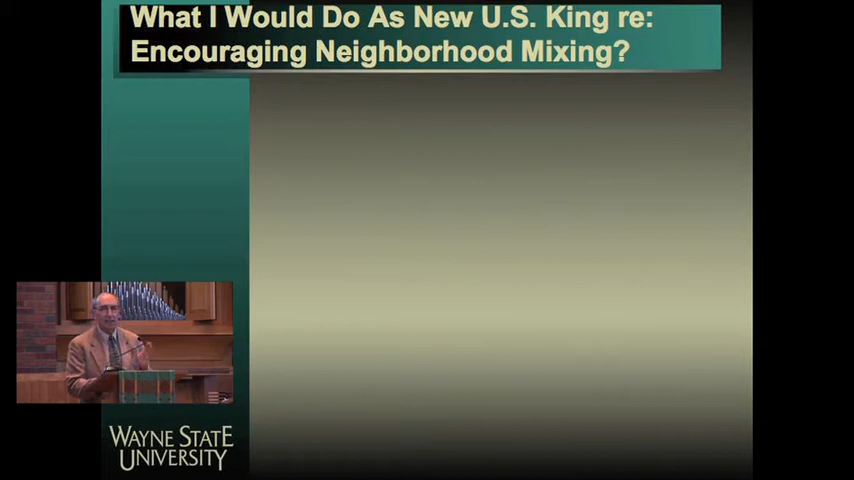 What I Would Do As New U.S. King re:
Encouraging Neighborhood Mixing?
WAYNE STATE
UNIVERSITY